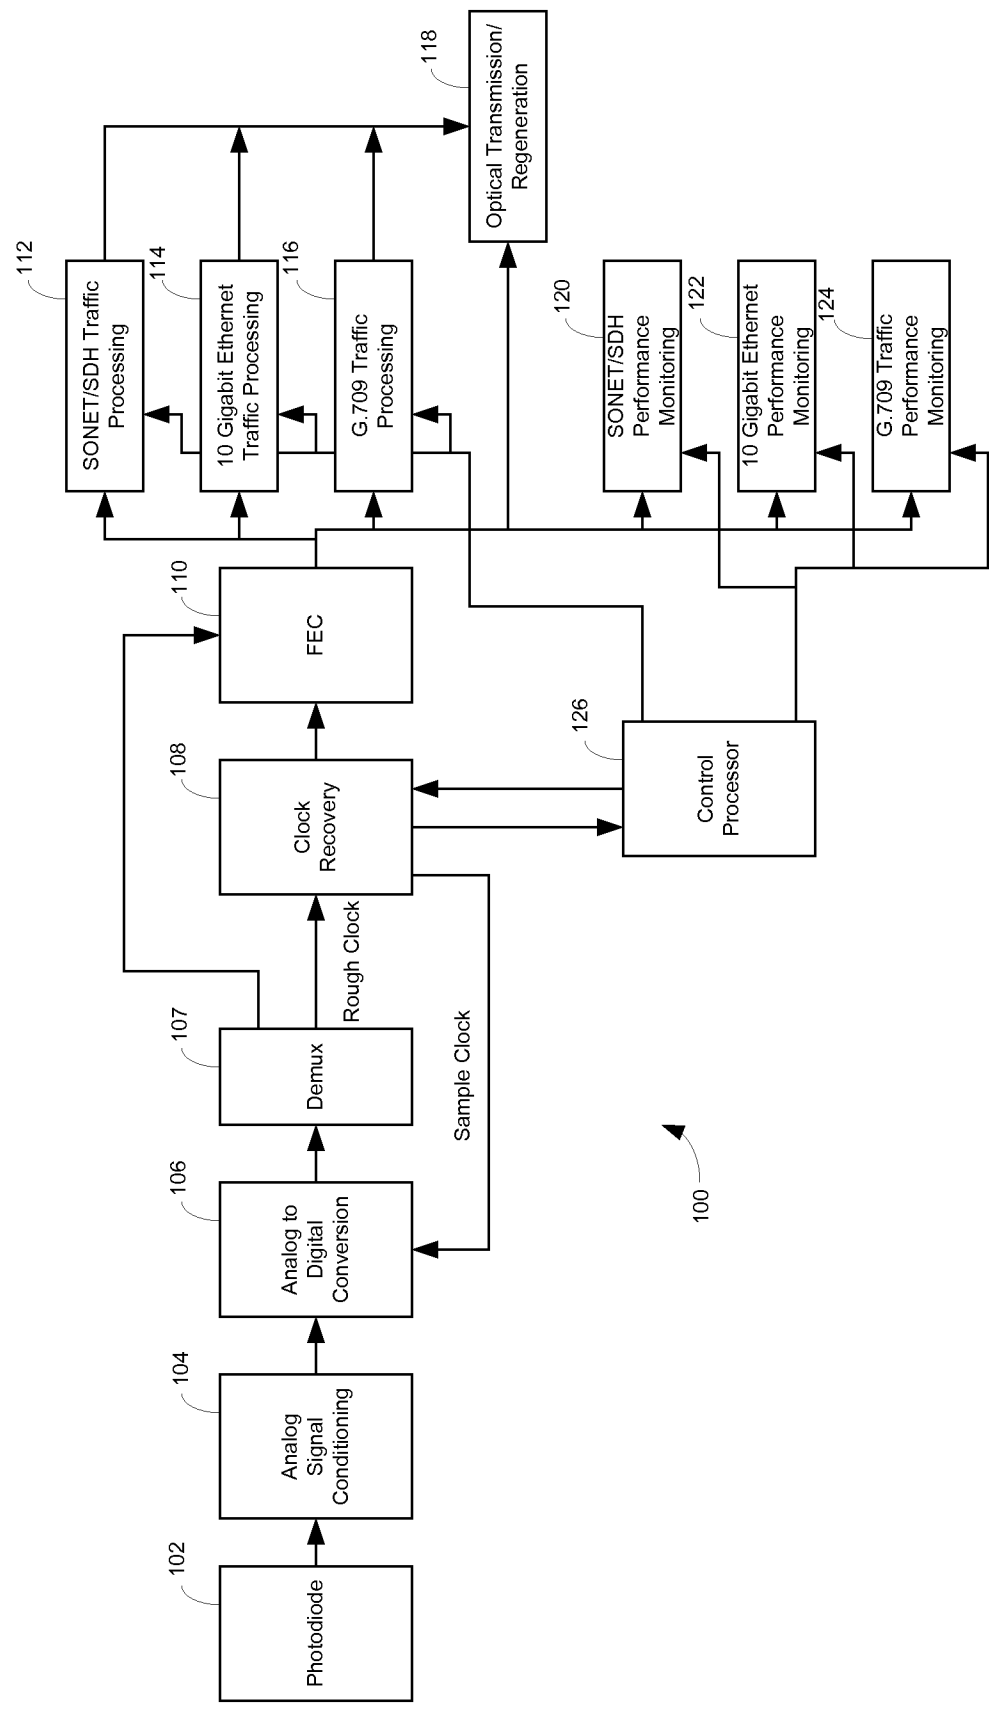 102
Photodiode
104
Analog
Signal
Conditioning
106
Analog to
Digital
Conversion
107
Demux
Rough Clock
Sample Clock
108
Clock
Recovery
110
FEC
112
SONET/SDH Traffic
Processing
114
10 Gigabit Ethernet
Traffic Processing
116
G.709 Traffic
Processing
118
Optical Transmission/
Regeneration
120
SONET/SDH
Performance
Monitoring
122
10 Gigabit Ethernet
Performance
Monitoring
124
G.709 Traffic
Performance
Monitoring
126
Control
Processor
100